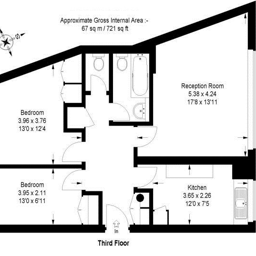 Approximate Gross Internal Area :-
67 sq m / 721 sq ft
Reception Room
5.38 x 4.24
17'8 x 13'11
Bedroom
3.96 x 3.76
13'0 x 12'4
Bedroom
3.95 x 2.11
13'0 x 6'11
Kitchen
3.65 x 2.26
12'0 x 7'5
IN
Third Floor